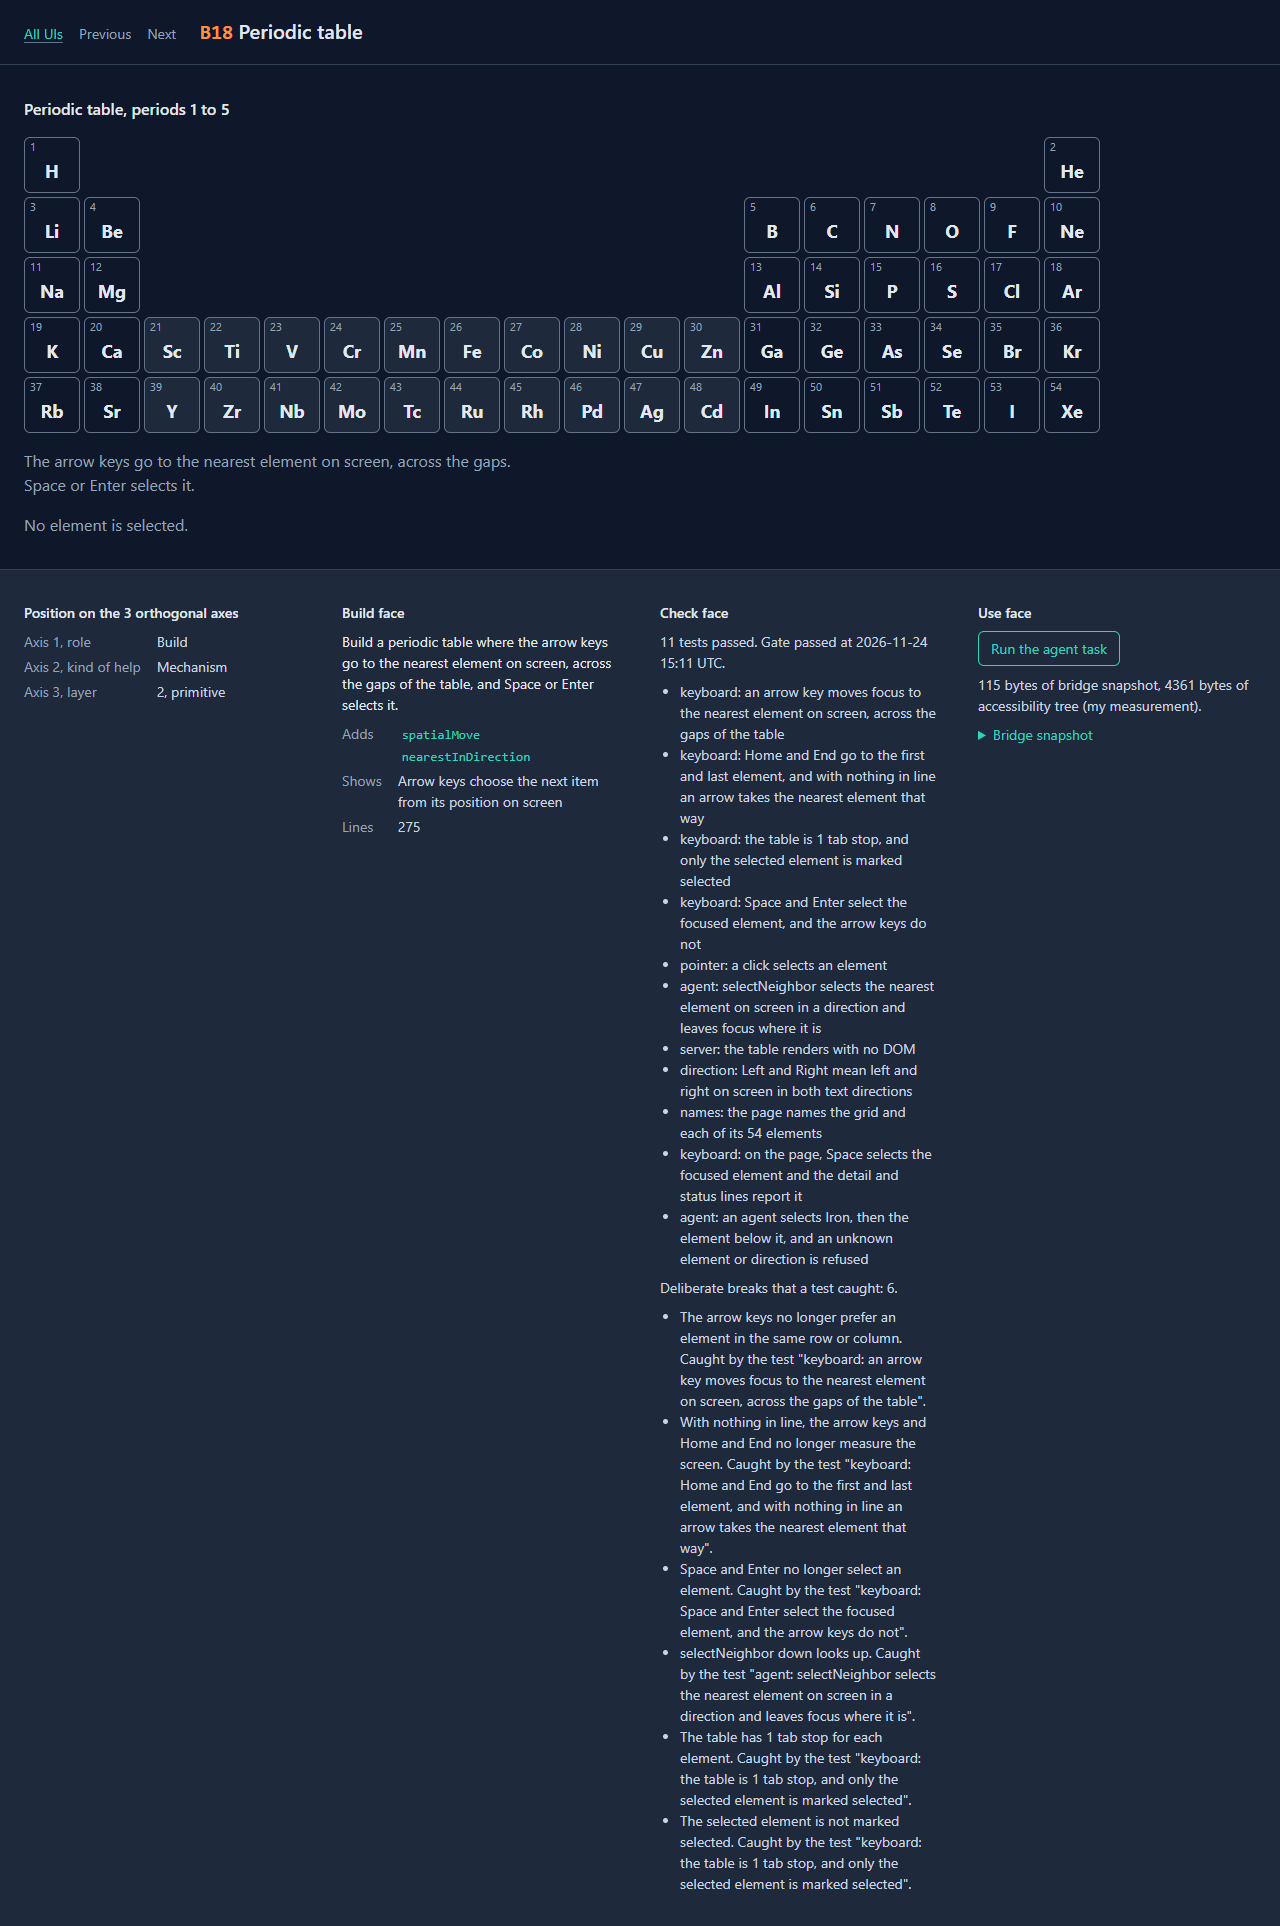 All UIs Previous Next B18 Periodic table
Periodic table, periods 1 to 5
1 2
H He
3 4 5 6 7 8 9 10
Li Be B C N O F Ne
11 12 13 14 15 16 17 18
Na Mg Al Si P S Cl Ar
19 20 21 22 23 24 25 26 27 28 29 30 31 32 33 34 35 36
K Ca Sc Ti V Cr Mn Fe Co Ni Cu Zn Ga Ge As Se Br Kr
37 38 39 40 41 42 43 44 45 46 47 48 49 50 51 52 53 54
Rb Sr Y Zr Nb Mo Tc Ru Rh Pd Ag Cd In Sn Sb Te I Xe
The arrow keys go to the nearest element on screen, across the gaps.
Space or Enter selects it.
No element is selected.
Position on the 3 orthogonal axes
Axis 1, role Build
Axis 2, kind of help Mechanism
Axis 3, layer 2, primitive
Build face
Build a periodic table where the arrow keys
go to the nearest element on screen, across
the gaps of the table, and Space or Enter
selects it.
Adds spatialMove
nearestInDirection
Shows Arrow keys choose the next item
from its position on screen
Lines 275
Check face
11 tests passed. Gate passed at 2026-11-24
15:11 UTC.
• keyboard: an arrow key moves focus to
the nearest element on screen, across the
gaps of the table
• keyboard: Home and End go to the first
and last element, and with nothing in line
an arrow takes the nearest element that
way
• keyboard: the table is 1 tab stop, and
only the selected element is marked
selected
• keyboard: Space and Enter select the
focused element, and the arrow keys do
not
• pointer: a click selects an element
• agent: selectNeighbor selects the nearest
element on screen in a direction and
leaves focus where it is
• server: the table renders with no DOM
• direction: Left and Right mean left and
right on screen in both text directions
• names: the page names the grid and
each of its 54 elements
• keyboard: on the page, Space selects the
focused element and the detail and
status lines report it
• agent: an agent selects Iron, then the
element below it, and an unknown
element or direction is refused
Deliberate breaks that a test caught: 6.
• The arrow keys no longer prefer an
element in the same row or column.
Caught by the test "keyboard: an arrow
key moves focus to the nearest element
on screen, across the gaps of the table".
• With nothing in line, the arrow keys and
Home and End no longer measure the
screen. Caught by the test "keyboard:
Home and End go to the first and last
element, and with nothing in line an
arrow takes the nearest element that
way".
• Space and Enter no longer select an
element. Caught by the test "keyboard:
Space and Enter select the focused
element, and the arrow keys do not".
• selectNeighbor down looks up. Caught
by the test "agent: selectNeighbor selects
the nearest element on screen in a
direction and leaves focus where it is".
• The table has 1 tab stop for each
element. Caught by the test "keyboard:
the table is 1 tab stop, and only the
selected element is marked selected".
• The selected element is not marked
selected. Caught by the test "keyboard:
the table is 1 tab stop, and only the
selected element is marked selected".
Use face
Run the agent task
115 bytes of bridge snapshot, 4361 bytes of
accessibility tree (my measurement).
▶ Bridge snapshot